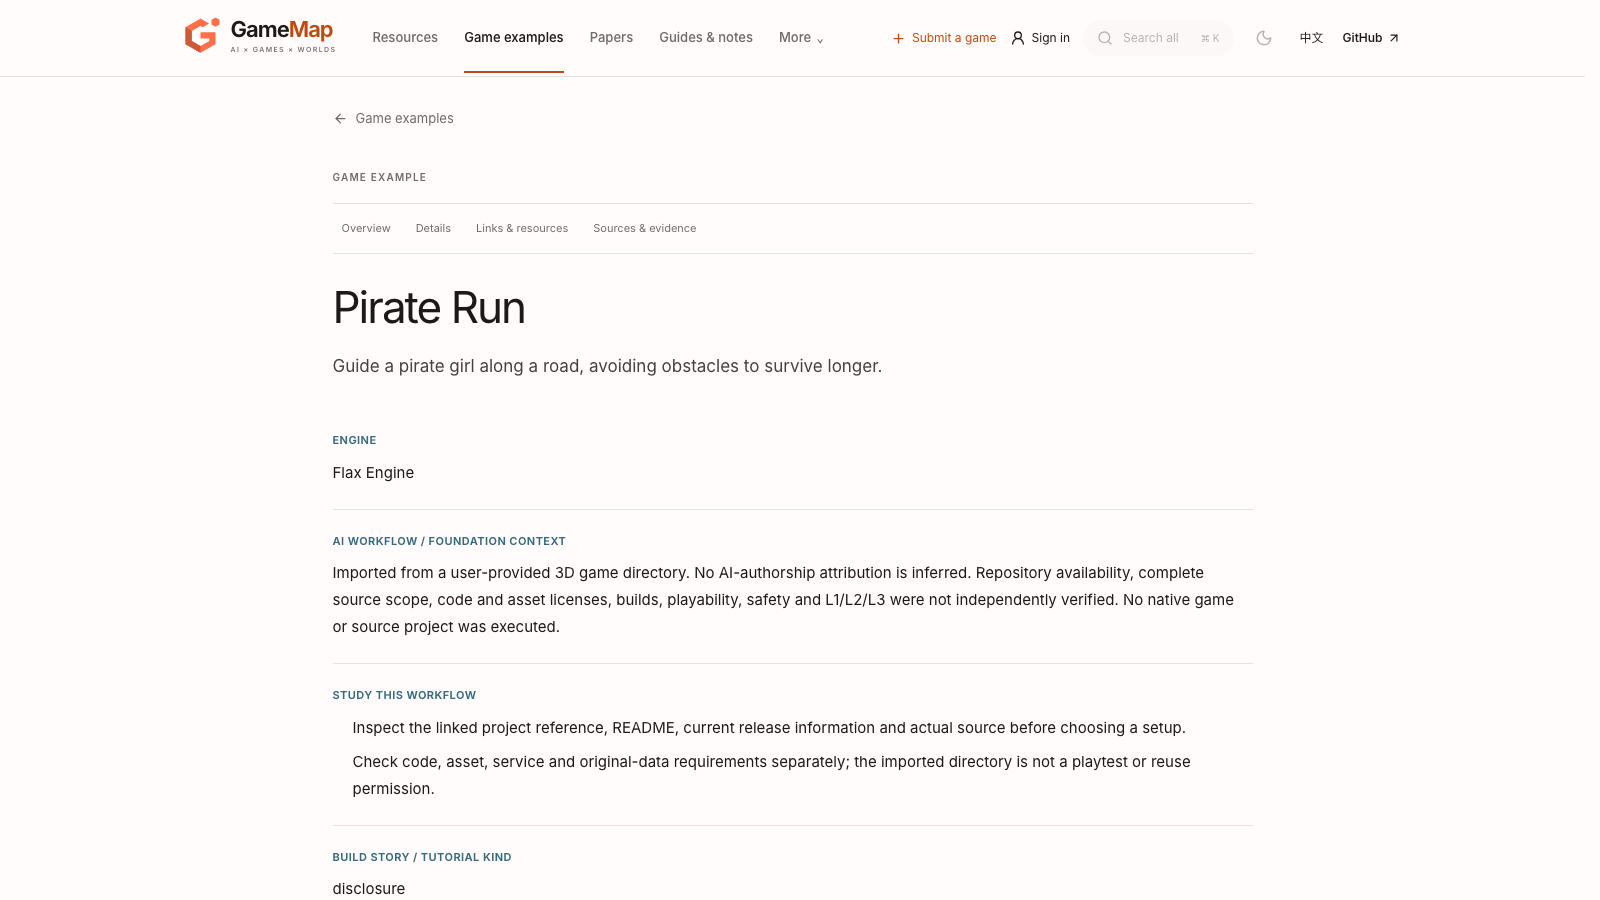 GameMap
AI × GAMES × WORLDS
Resources
Game examples
Papers
Guides & notes
More
Submit a game
Sign in
Search all
⌘ K
中文
GitHub
Game examples
GAME EXAMPLE
Overview
Details
Links & resources
Sources & evidence
Pirate Run
Guide a pirate girl along a road, avoiding obstacles to survive longer.
ENGINE
Flax Engine
AI WORKFLOW / FOUNDATION CONTEXT
Imported from a user-provided 3D game directory. No AI-authorship attribution is inferred. Repository availability, complete
source scope, code and asset licenses, builds, playability, safety and L1/L2/L3 were not independently verified. No native game
or source project was executed.
STUDY THIS WORKFLOW
Inspect the linked project reference, README, current release information and actual source before choosing a setup.
Check code, asset, service and original-data requirements separately; the imported directory is not a playtest or reuse
permission.
BUILD STORY / TUTORIAL KIND
disclosure